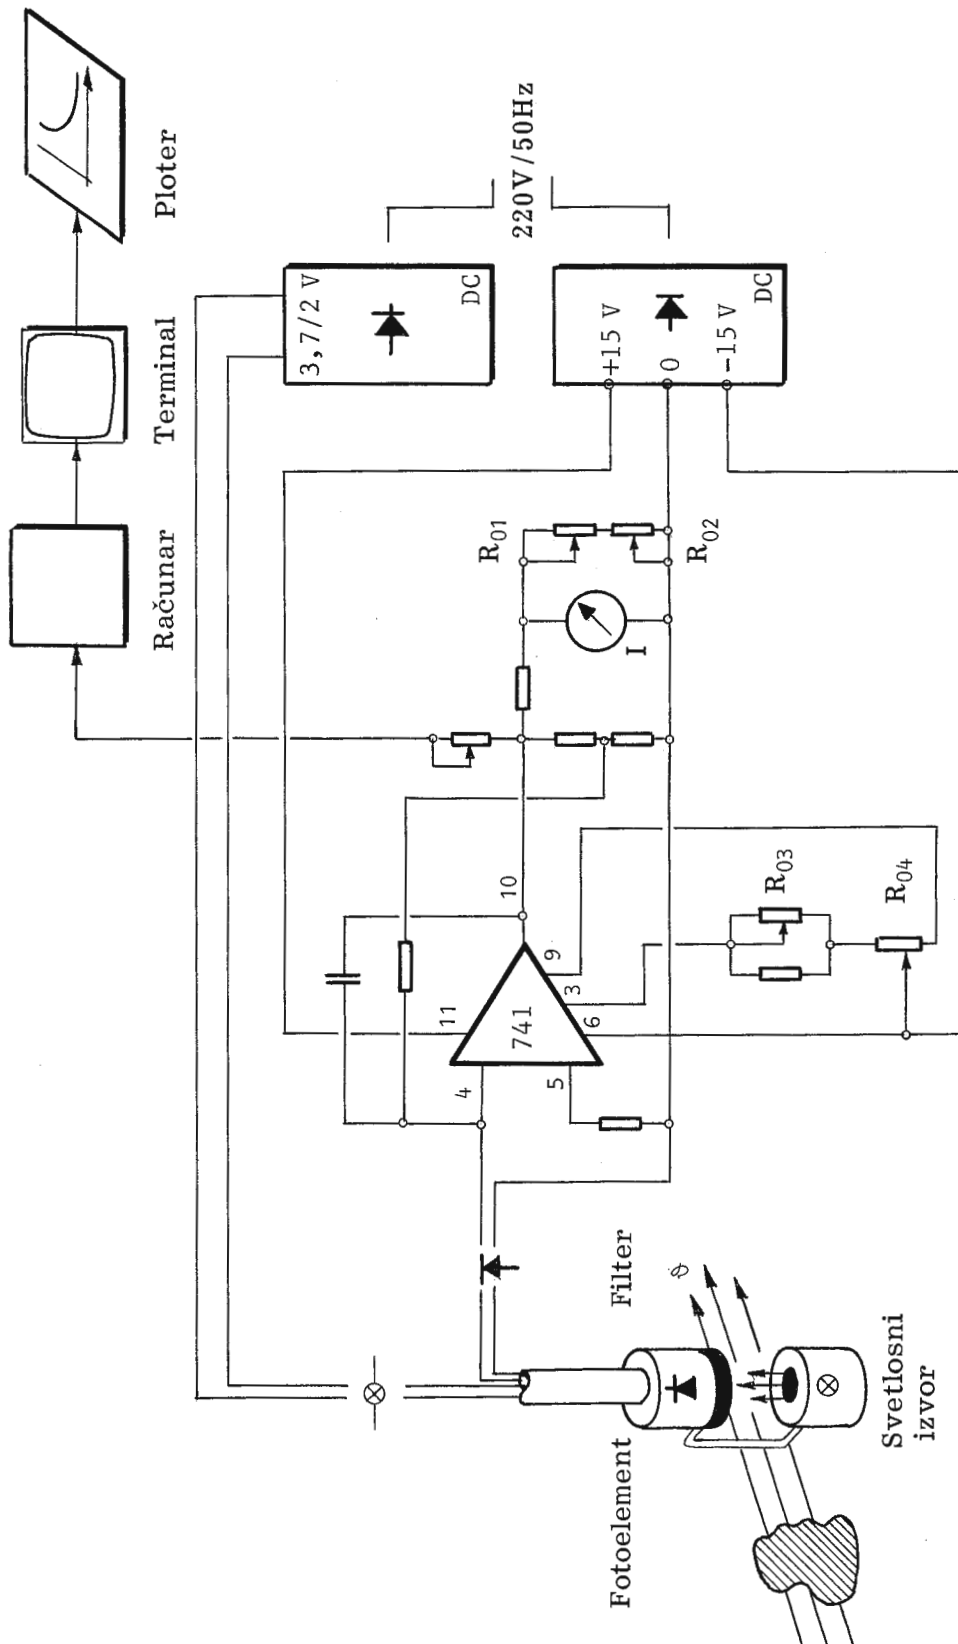 Računar
Terminal
Ploter
3,7/2 V
DC
220V/50Hz
+15 V
0
-15 V
DC
R01
R02
I
10
11
741
9
3
6
4
5
R03
R04
Filter
ϑ
Fotoelement
Svetlosni
izvor